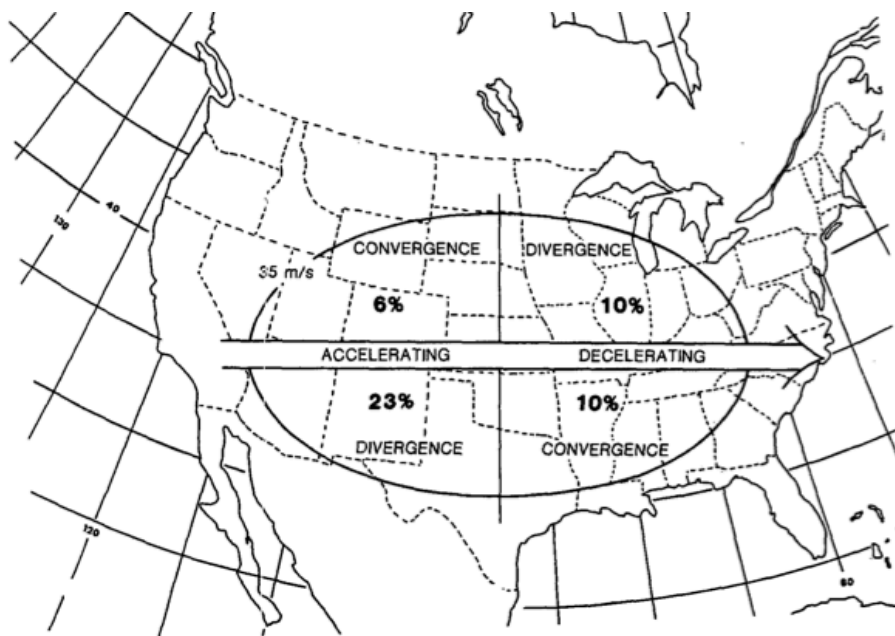 40
130
CONVERGENCE
DIVERGENCE
35 m/s
6%
10%
ACCELERATING
DECELERATING
23%
10%
DIVERGENCE
CONVERGENCE
120
80